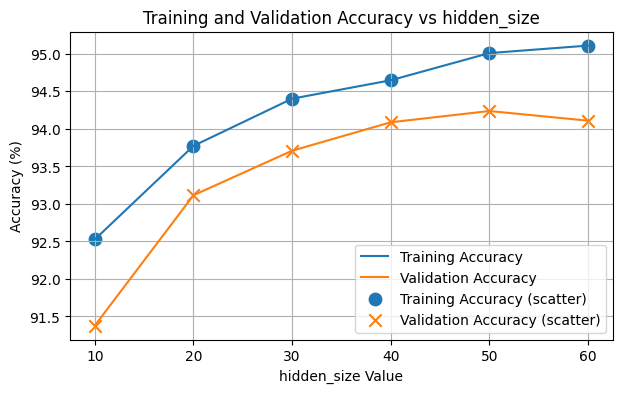 Training and Validation Accuracy vs hidden_size
Accuracy (%)
95.0
94.5
94.0
93.5
93.0
92.5
92.0
91.5
Training Accuracy
Validation Accuracy
Training Accuracy (scatter)
Validation Accuracy (scatter)
10 20 30 40 50 60
hidden_size Value